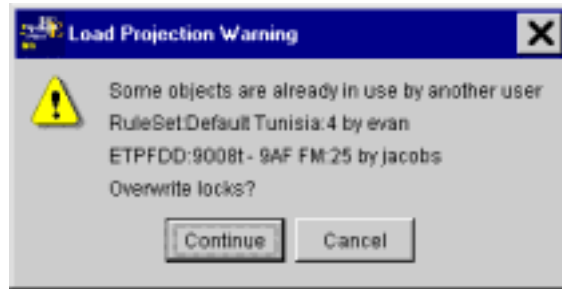 Load Projection Warning
Some objects are already in use by another user
RuleSet:Default Tunisia:4 by evan
ETPFDD:9008t - 9AF FM:25 by jacobs
Overwrite locks?
Continue Cancel